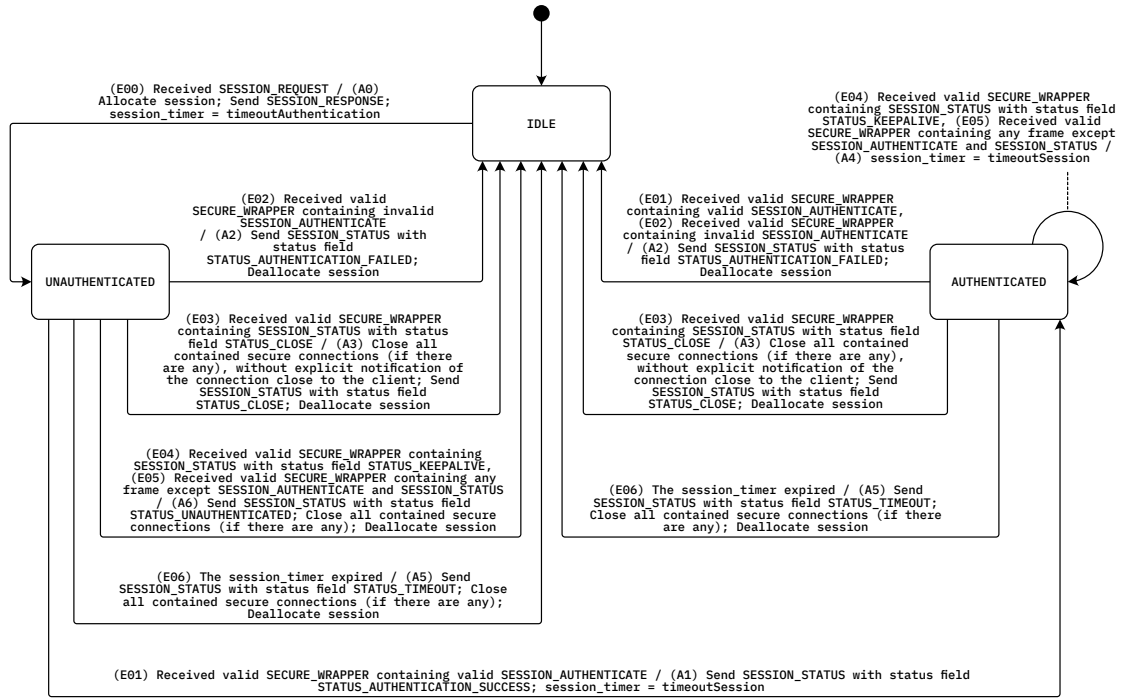 (E00) Received SESSION_REQUEST / (A0)
Allocate session; Send SESSION_RESPONSE;
session_timer = timeoutAuthentication
IDLE
(E04) Received valid SECURE_WRAPPER
containing SESSION_STATUS with status field
STATUS_KEEPALIVE, (E05) Received valid
SECURE_WRAPPER containing any frame except
SESSION_AUTHENTICATE and SESSION_STATUS /
(A4) session_timer = timeoutSession
(E02) Received valid
SECURE_WRAPPER containing invalid
SESSION_AUTHENTICATE
/ (A2) Send SESSION_STATUS with
status field
STATUS_AUTHENTICATION_FAILED;
Deallocate session
(E01) Received valid SECURE_WRAPPER
containing valid SESSION_AUTHENTICATE,
(E02) Received valid SECURE_WRAPPER
containing invalid SESSION_AUTHENTICATE
/ (A2) Send SESSION_STATUS with status
field STATUS_AUTHENTICATION_FAILED;
Deallocate session
UNAUTHENTICATED
AUTHENTICATED
(E03) Received valid SECURE_WRAPPER
containing SESSION_STATUS with status
field STATUS_CLOSE / (A3) Close all
contained secure connections (if there
are any), without explicit notification of
the connection close to the client; Send
SESSION_STATUS with status field
STATUS_CLOSE; Deallocate session
(E03) Received valid SECURE_WRAPPER
containing SESSION_STATUS with status field
STATUS_CLOSE / (A3) Close all contained
secure connections (if there are any),
without explicit notification of the
connection close to the client; Send
SESSION_STATUS with status field
STATUS_CLOSE; Deallocate session
(E04) Received valid SECURE_WRAPPER containing
SESSION_STATUS with status field STATUS_KEEPALIVE,
(E05) Received valid SECURE_WRAPPER containing any
frame except SESSION_AUTHENTICATE and SESSION_STATUS
/ (A6) Send SESSION_STATUS with status field
STATUS_UNAUTHENTICATED; Close all contained secure
connections (if there are any); Deallocate session
(E06) The session_timer expired / (A5) Send
SESSION_STATUS with status field STATUS_TIMEOUT;
Close all contained secure connections (if there
are any); Deallocate session
(E06) The session_timer expired / (A5) Send
SESSION_STATUS with status field STATUS_TIMEOUT; Close
all contained secure connections (if there are any);
Deallocate session
(E01) Received valid SECURE_WRAPPER containing valid SESSION_AUTHENTICATE / (A1) Send SESSION_STATUS with status field
STATUS_AUTHENTICATION_SUCCESS; session_timer = timeoutSession